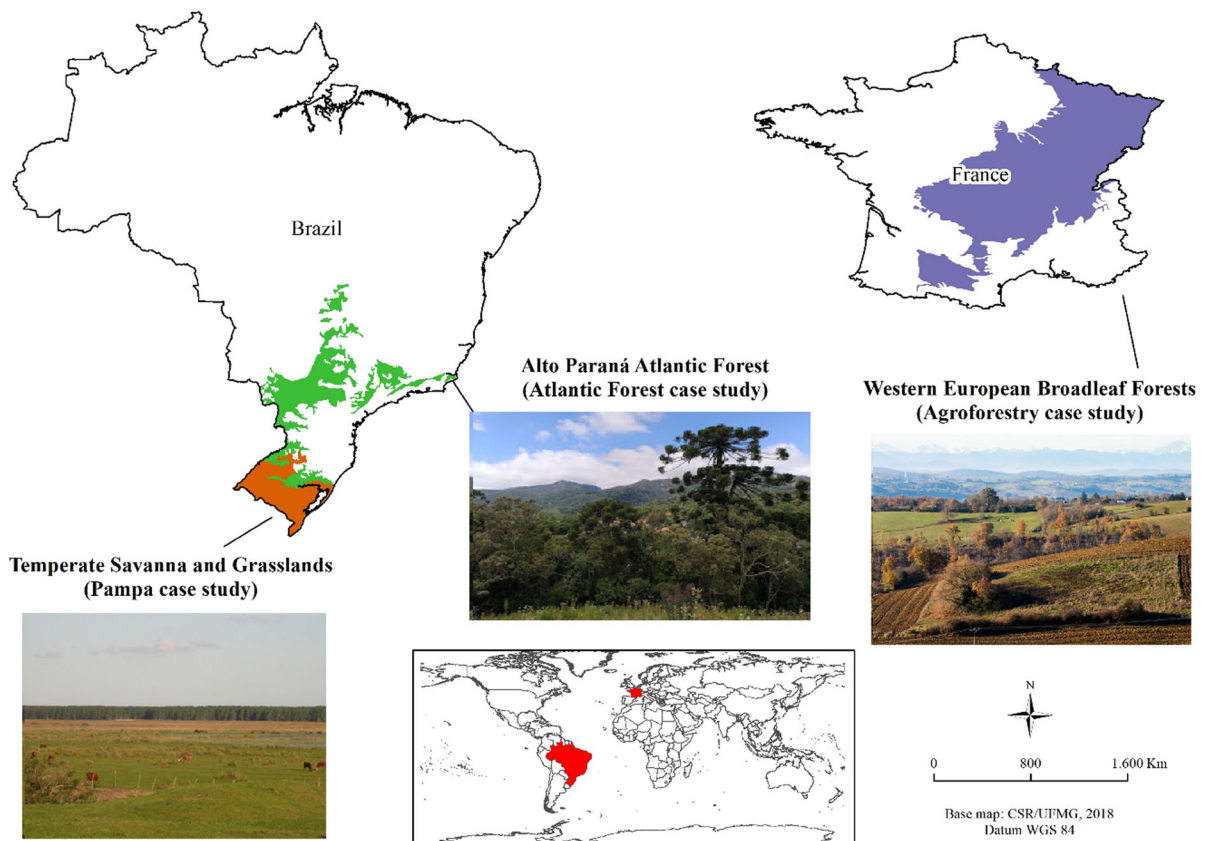 Brazil
France
Alto Paraná Atlantic Forest
(Atlantic Forest case study)
Western European Broadleaf Forests
(Agroforestry case study)
Temperate Savanna and Grasslands
(Pampa case study)
N
0 800 1.600 Km
Base map: CSR/UFMG, 2018
Datum WGS 84